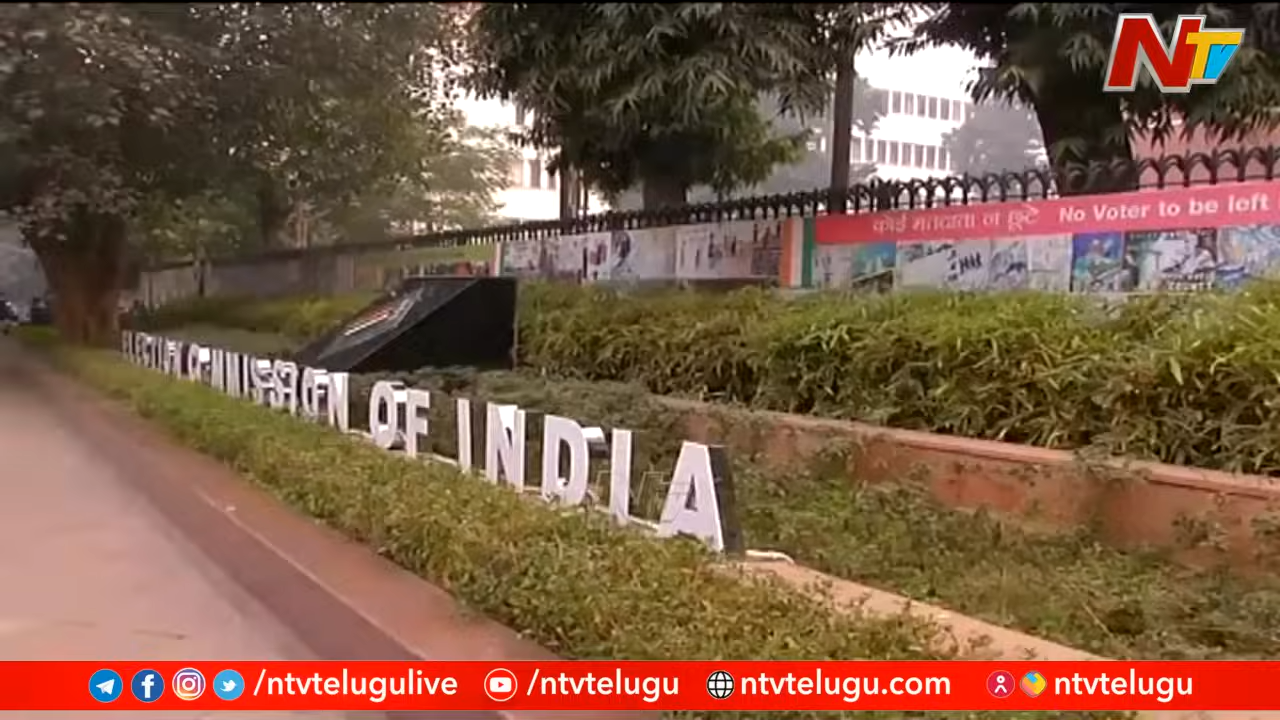 NTV
कोई मतदाता न छूटे No Voter to be left
ELECTION COMMISSION OF INDIA
/ntvtelugulive /ntvtelugu ntvtelugu.com ntvtelugu